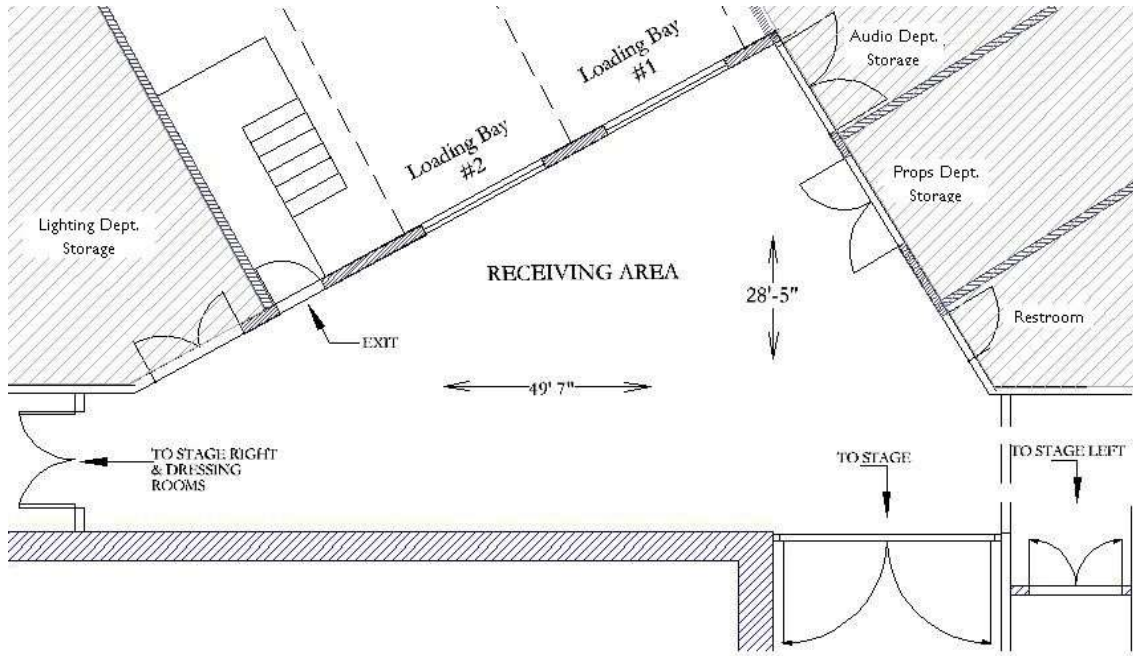 Loading Bay
#1
Audio Dept.
Storage
Loading Bay
#2
Props Dept.
Storage
Lighting Dept.
Storage
RECEIVING AREA
28'-5"
Restroom
EXIT
49' 7"
TO STAGE RIGHT
& DRESSING
ROOMS
TO STAGE
TO STAGE LEFT